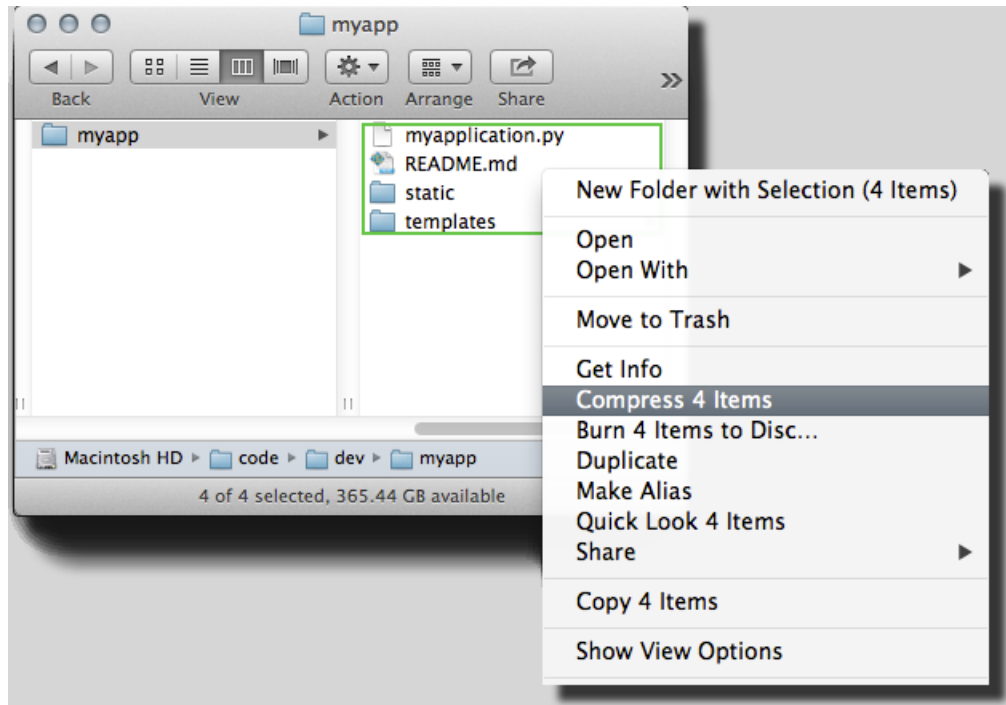 myapp
Back View Action Arrange Share
myapp
myapplication.py
README.md
static
templates
New Folder with Selection (4 Items)
Open
Open With
Move to Trash
Get Info
Compress 4 Items
Burn 4 Items to Disc...
Duplicate
Make Alias
Quick Look 4 Items
Share
Copy 4 Items
Show View Options
Macintosh HD ▸ code ▸ dev ▸ myapp
4 of 4 selected, 365.44 GB available